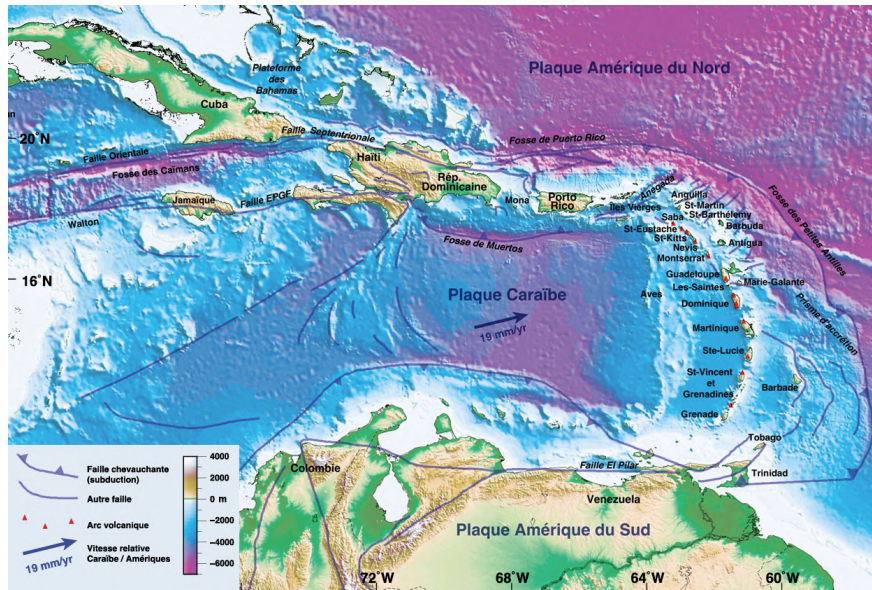 Plaque Amérique du Nord
Plateforme
des
Bahamas
Cuba
20°N
Faille Septentrionale
Fosse de Puerto Rico
Faille Orientale
Haïti
Fosse des Caïmans
Rép.
Dominicaine
Anegada
Anguilla
Jamaïque
Faille EPGF
Mona
Porto
Rico
Îles Vierges
St-Martin
St-Barthélemy
Fosse des Petites Antilles
Walton
Saba
Barbuda
St-Eustache
St-Kitts
Fosse de Muertos
Nevis
Antigua
Montserrat
16°N
Guadeloupe
Marie-Galante
Les-Saintes
Plaque Caraïbe
Aves
Dominique
Prisme d'accrétion
19 mm/yr
Martinique
Ste-Lucie
St-Vincent
et
Grenadines
Barbade
Grenade
Tobago
Colombie
Faille El Pilar
Trinidad
Venezuela
Plaque Amérique du Sud
72°W
68°W
64°W
60°W
Faille chevauchante
(subduction)
Autre faille
Arc volcanique
Vitesse relative
Caraïbe / Amériques
19 mm/yr
4000
2000
0 m
−2000
−4000
−6000